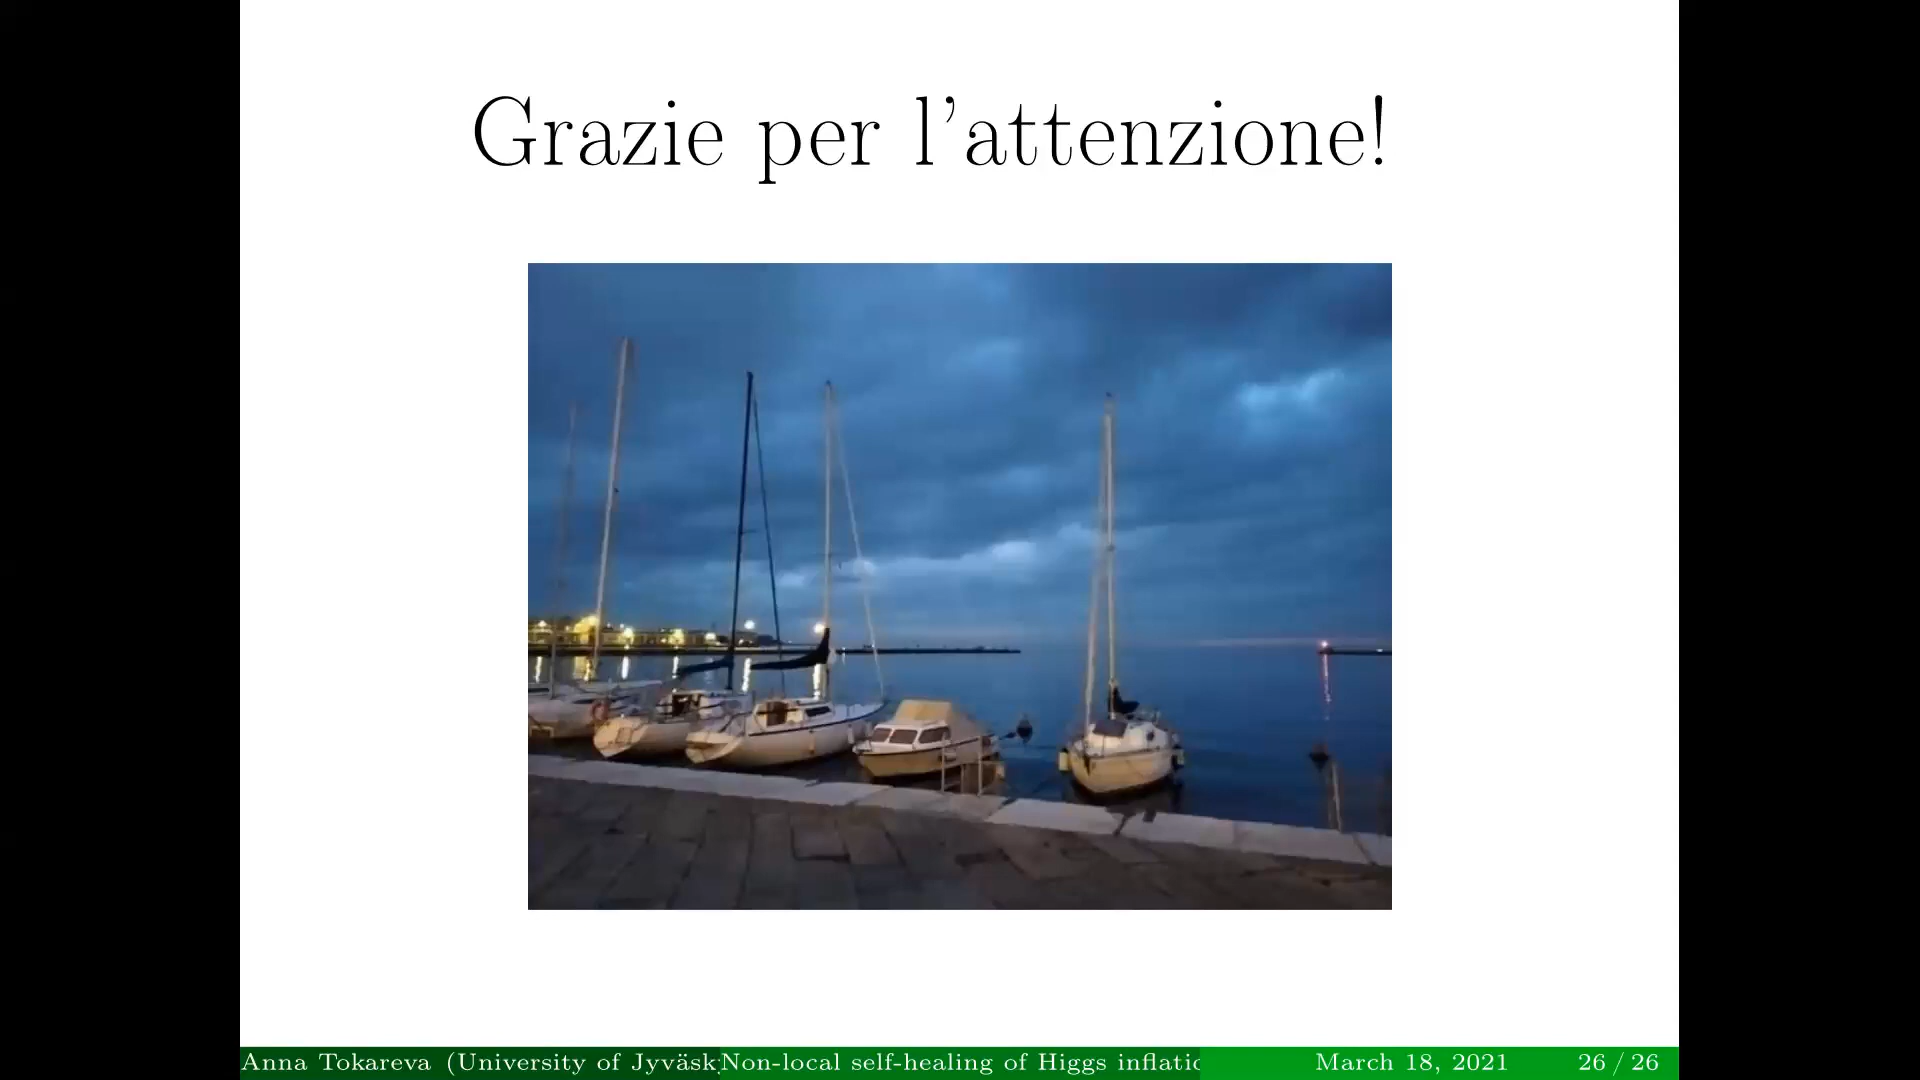 Grazie per l'attenzione!
Anna Tokareva (University of Jyväsk
Non-local self-healing of Higgs inflatio
March 18, 2021
26 / 26